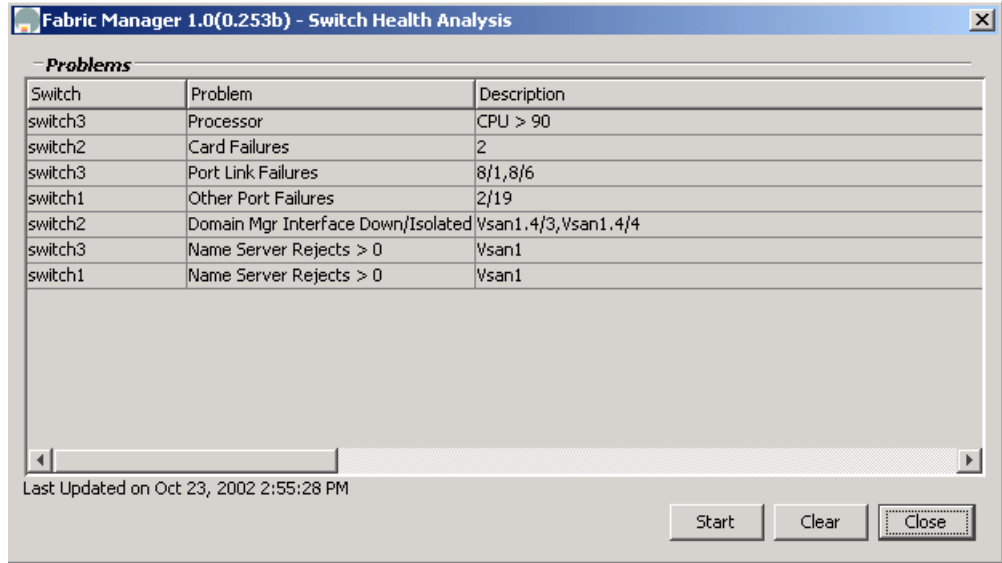 Fabric Manager 1.0(0.253b) - Switch Health Analysis
Problems
Switch Problem Description
switch3 Processor CPU > 90
switch2 Card Failures 2
switch3 Port Link Failures 8/1,8/6
switch1 Other Port Failures 2/19
switch2 Domain Mgr Interface Down/Isolated Vsan1.4/3,Vsan1.4/4
switch3 Name Server Rejects > 0 Vsan1
switch1 Name Server Rejects > 0 Vsan1
Last Updated on Oct 23, 2002 2:55:28 PM
Start Clear Close